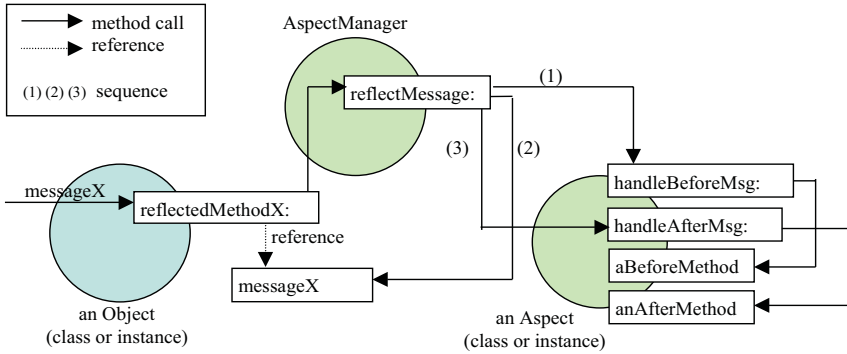 method call
reference
(1) (2) (3) sequence
AspectManager
reflectMessage:
(1)
(3)
(2)
messageX
reflectedMethodX:
reference
messageX
an Object
(class or instance)
handleBeforeMsg:
handleAfterMsg:
aBeforeMethod
anAfterMethod
an Aspect
(class or instance)